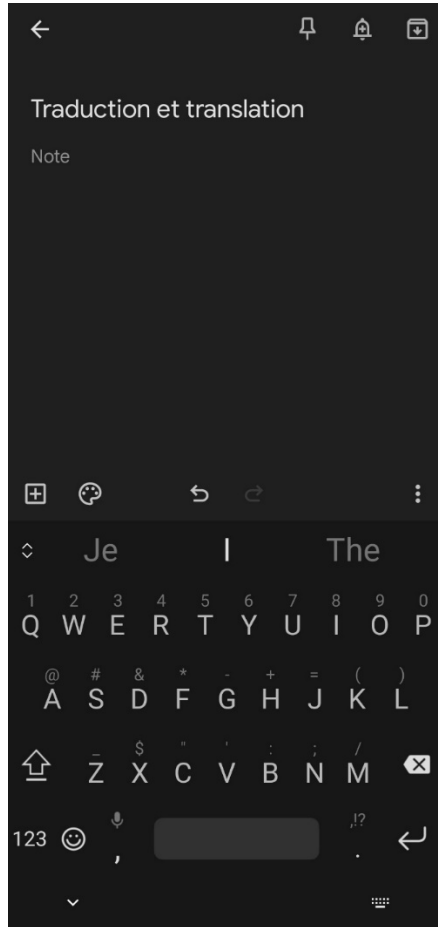 Traduction et translation
Note
Je I The
1 2 3 4 5 6 7 8 9 0
Q W E R T Y U I O P
@ # & * - + = ( )
A S D F G H J K L
_ $ " ' : ; /
Z X C V B N M
,!?
123 , .